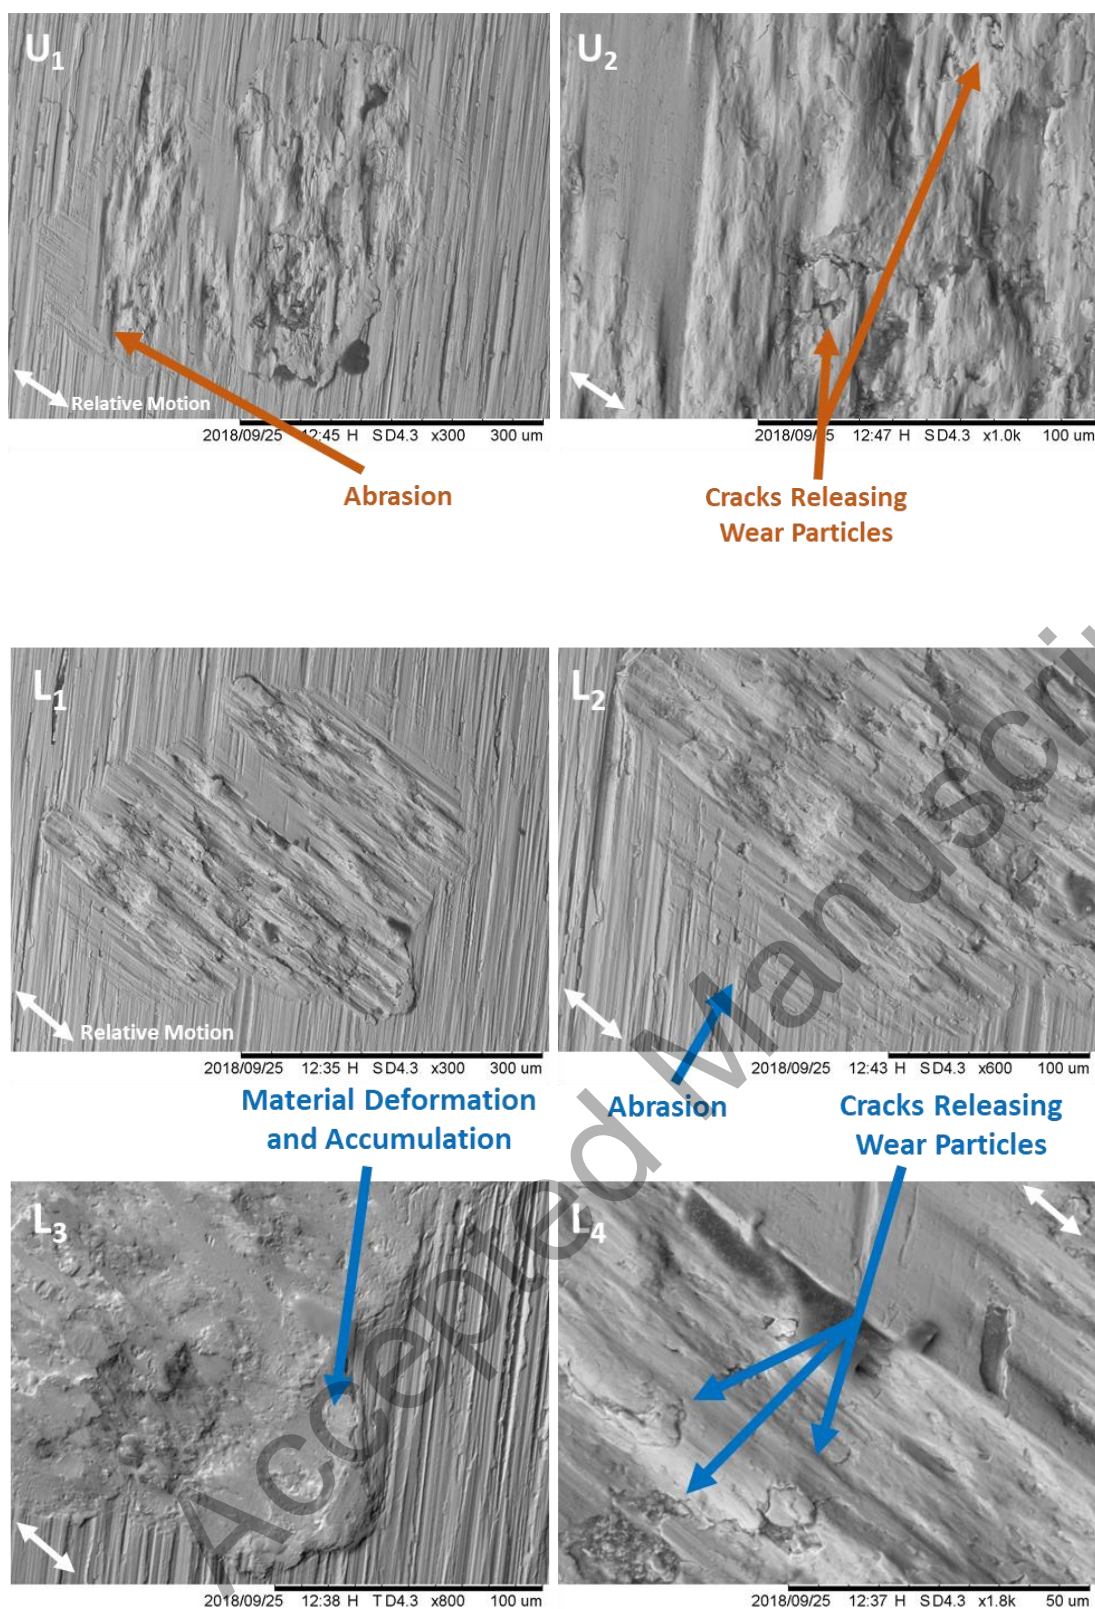 U1
U2
Relative Motion
2018/09/25 12:45 H SD4.3 x300 300 um
2018/09/25 12:47 H SD4.3 x1.0k 100 um
Abrasion
Cracks Releasing
Wear Particles
L1
L2
Relative Motion
2018/09/25 12:35 H SD4.3 x300 300 um
2018/09/25 12:43 H SD4.3 x600 100 um
Material Deformation
and Accumulation
Abrasion
Cracks Releasing
Wear Particles
L3
L4
2018/09/25 12:38 H TD4.3 x800 100 um
2018/09/25 12:37 H SD4.3 x1.8k 50 um
Accepted Manuscri